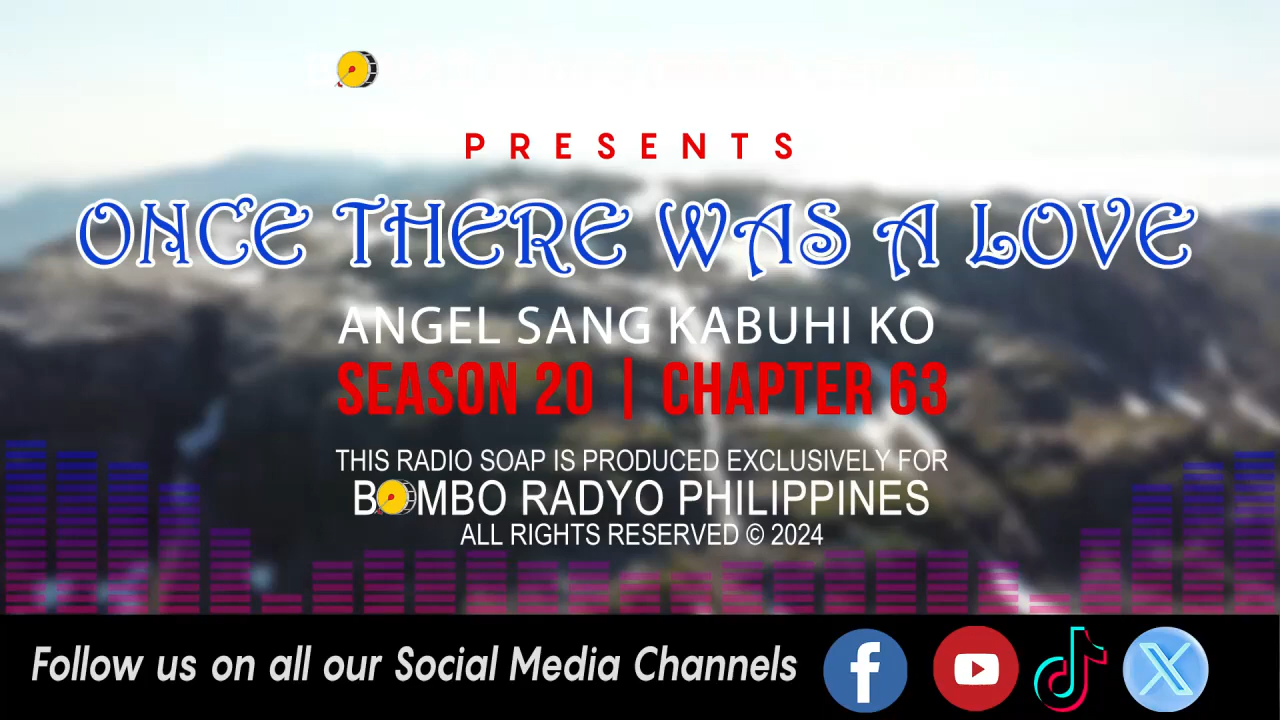 PRESENTS
ONCE THERE WAS A LOVE
ANGEL SANG KABUHI KO
SEASON 20 | CHAPTER 63
THIS RADIO SOAP IS PRODUCED EXCLUSIVELY FOR
BOMBO RADYO PHILIPPINES
ALL RIGHTS RESERVED © 2024
Follow us on all our Social Media Channels